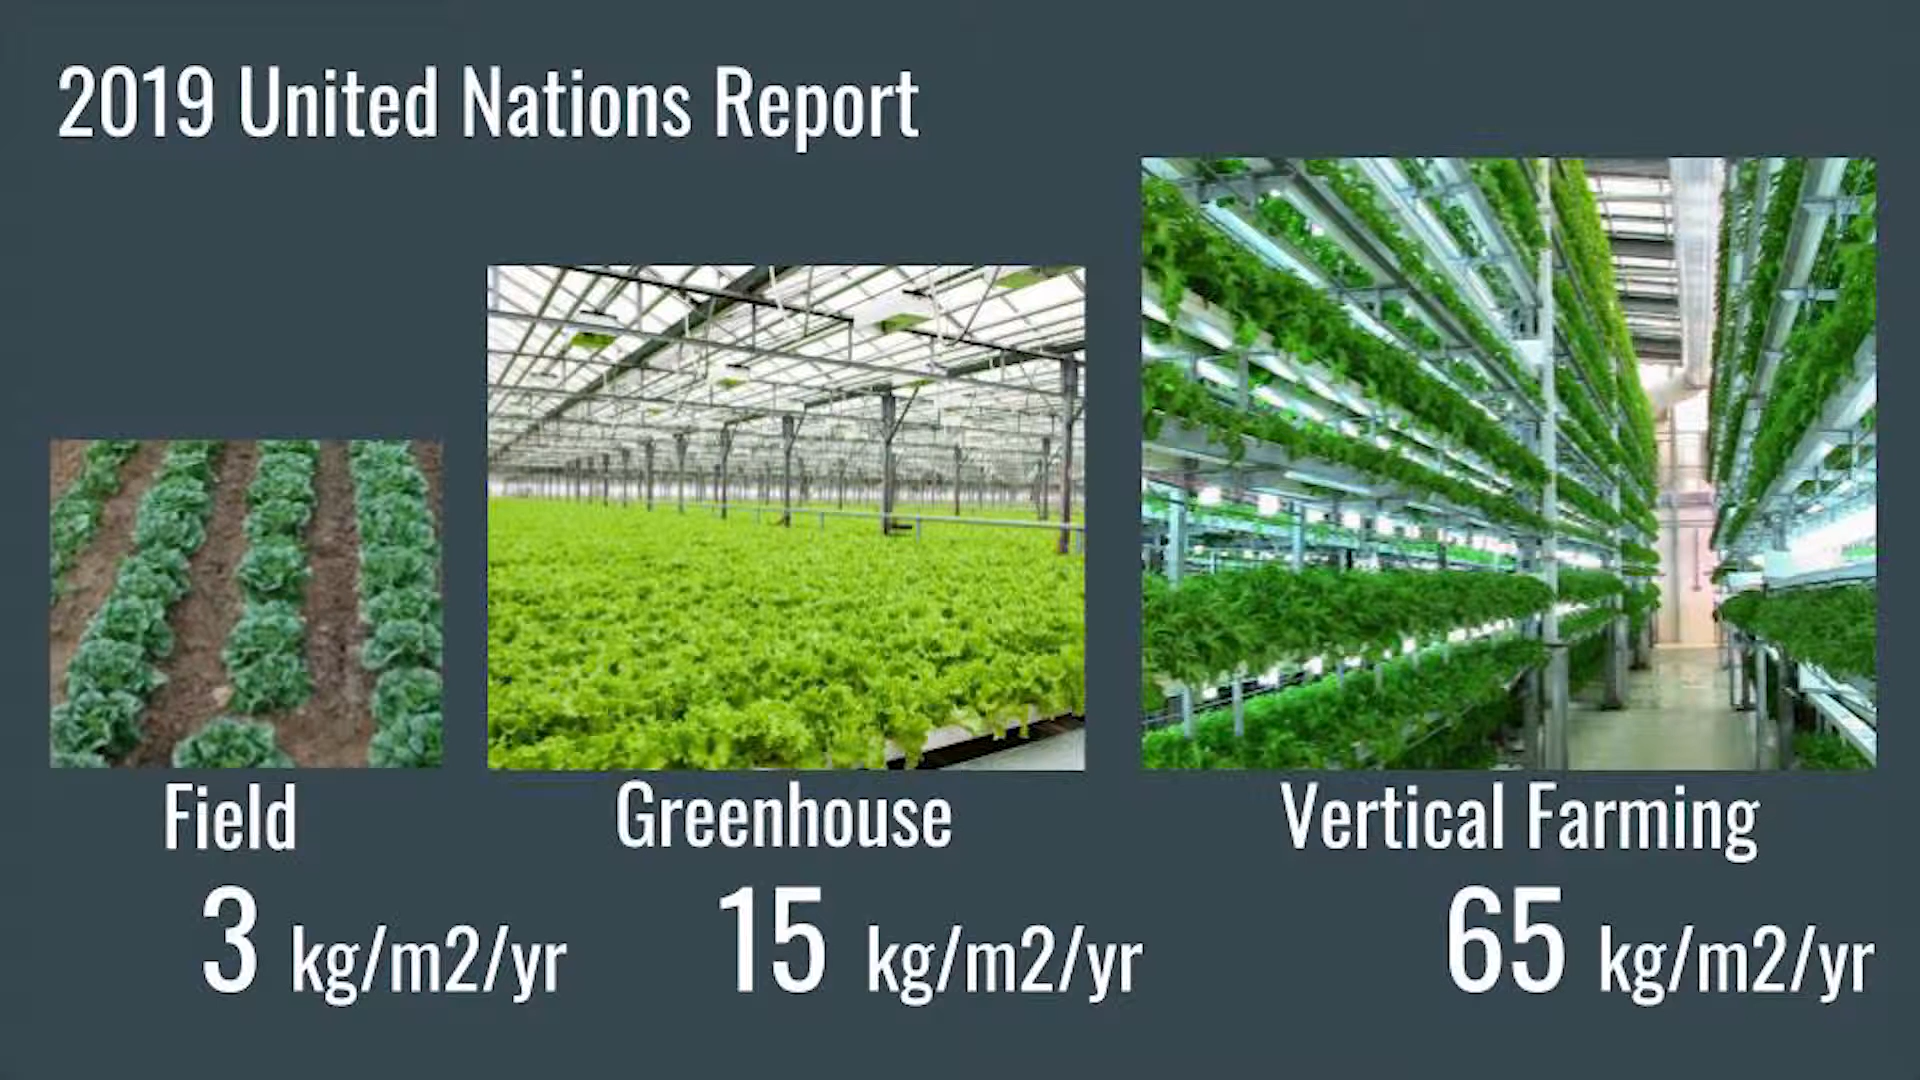 2019 United Nations Report
Field
Greenhouse
Vertical Farming
3 kg/m2/yr
15 kg/m2/yr
65 kg/m2/yr